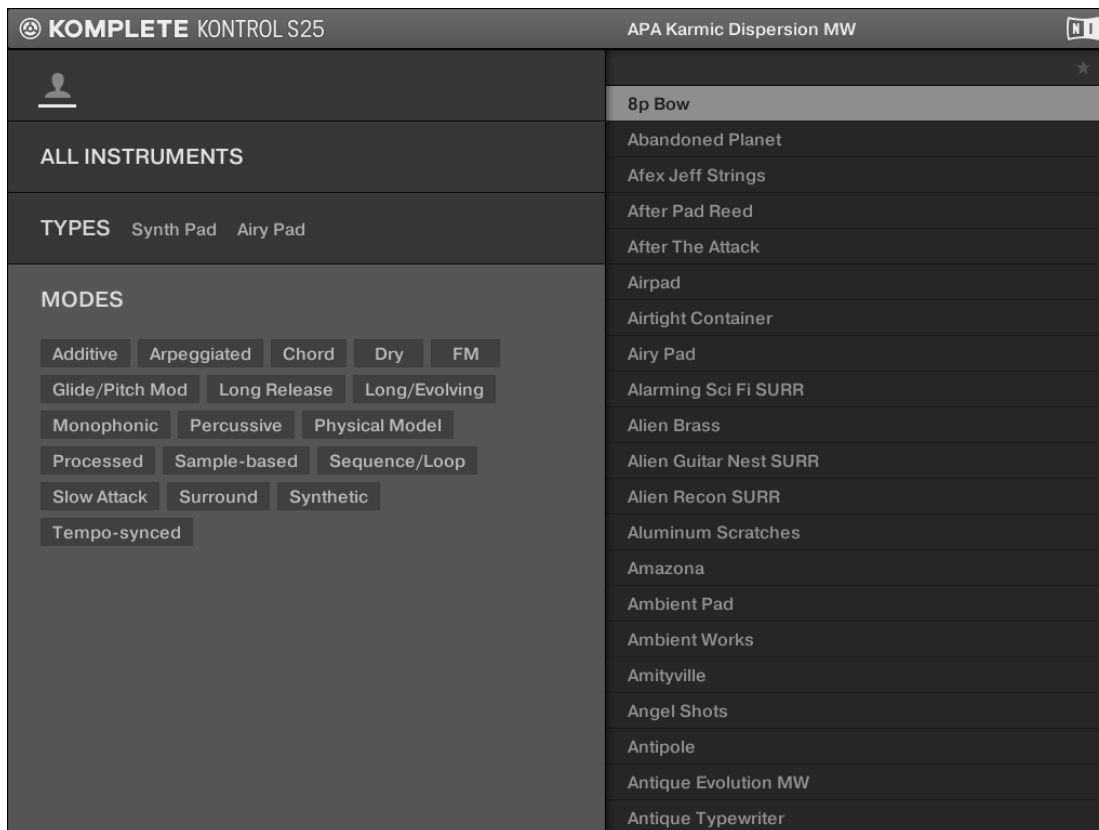 KOMPLETE KONTROL S25
APA Karmic Dispersion MW
NI
ALL INSTRUMENTS
TYPES Synth Pad Airy Pad
MODES
Additive Arpeggiated Chord Dry FM
Glide/Pitch Mod Long Release Long/Evolving
Monophonic Percussive Physical Model
Processed Sample-based Sequence/Loop
Slow Attack Surround Synthetic
Tempo-synced
8p Bow
Abandoned Planet
Afex Jeff Strings
After Pad Reed
After The Attack
Airpad
Airtight Container
Airy Pad
Alarming Sci Fi SURR
Alien Brass
Alien Guitar Nest SURR
Alien Recon SURR
Aluminum Scratches
Amazona
Ambient Pad
Ambient Works
Amityville
Angel Shots
Antipole
Antique Evolution MW
Antique Typewriter